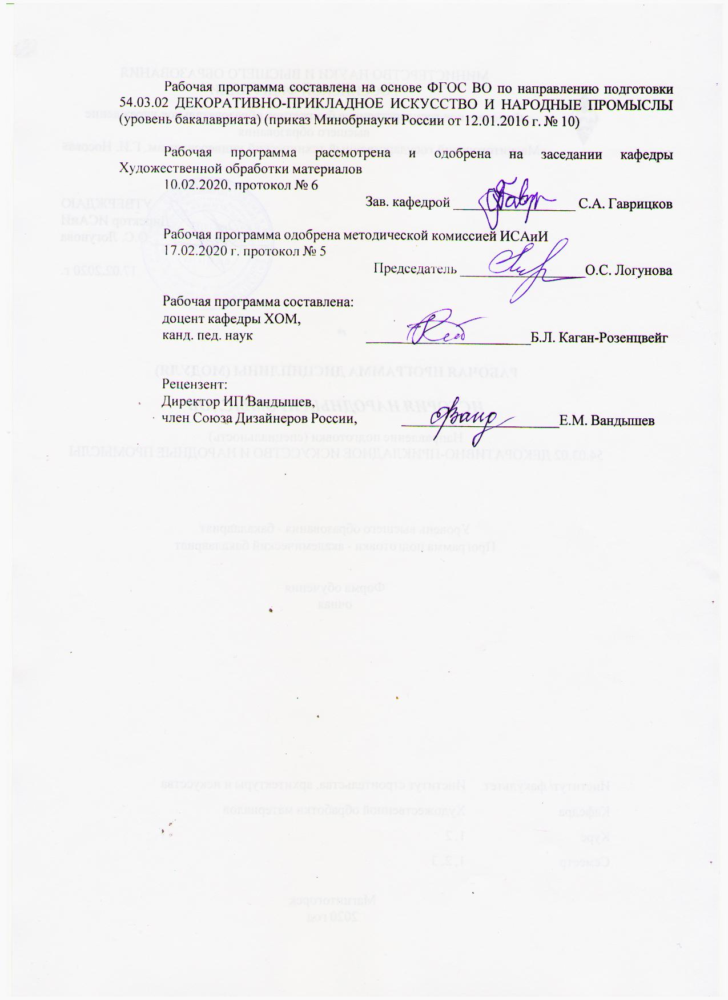 Рабочая программа составлена на основе ФГОС ВО по направлению подготовки
54.03.02 ДЕКОРАТИВНО-ПРИКЛАДНОЕ ИСКУССТВО И НАРОДНЫЕ ПРОМЫСЛЫ
(уровень бакалавриата) (приказ Минобрнауки России от 12.01.2016 г. № 10)
Рабочая программа рассмотрена и одобрена на заседании кафедры
Художественной обработки материалов
10.02.2020, протокол № 6
Зав. кафедрой С.А. Гаврицков
Рабочая программа одобрена методической комиссией ИСАиИ
17.02.2020 г. протокол № 5
Председатель О.С. Логунова
Рабочая программа составлена:
доцент кафедры ХОМ,
канд. пед. наук Б.Л. Каган-Розенцвейг
Рецензент:
Директор ИП Вандышев,
член Союза Дизайнеров России, Е.М. Вандышев